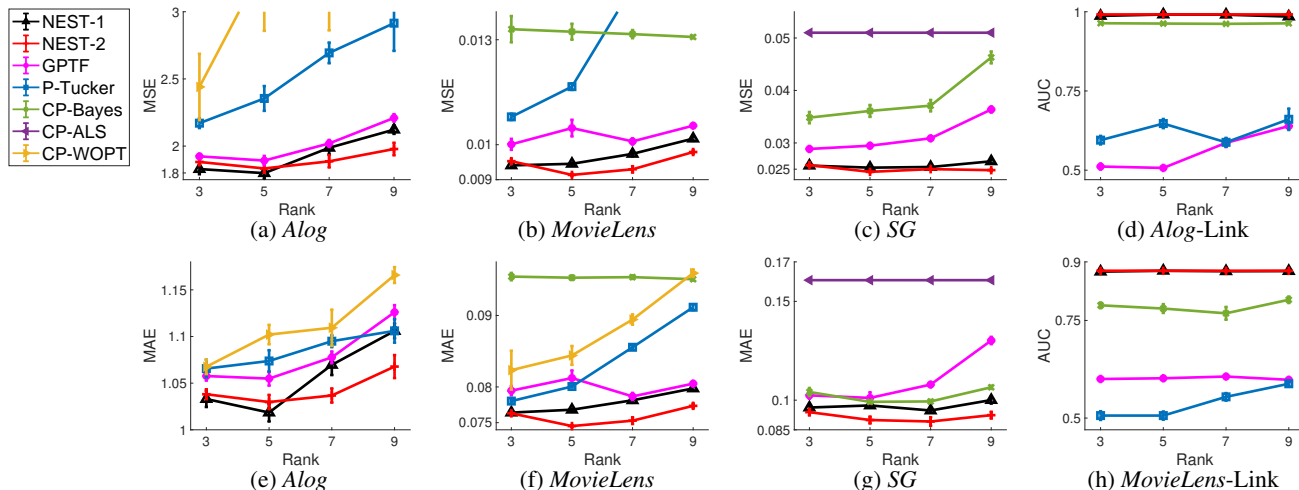 NEST-1
NEST-2
GPTF
P-Tucker
CP-Bayes
CP-ALS
CP-WOPT
MSE
3
2.5
2
1.8
3 5 7 9
Rank
(a) Alog
MSE
0.013
0.01
0.009
3 5 7 9
Rank
(b) MovieLens
MSE
0.05
0.04
0.03
0.025
3 5 7 9
Rank
(c) SG
AUC
1
0.75
0.5
3 5 7 9
Rank
(d) Alog-Link
MAE
1.15
1.1
1.05
1
3 5 7 9
Rank
(e) Alog
MAE
0.09
0.08
0.075
3 5 7 9
Rank
(f) MovieLens
MAE
0.17
0.15
0.1
0.085
3 5 7 9
Rank
(g) SG
AUC
0.9
0.75
0.5
3 5 7 9
Rank
(h) MovieLens-Link